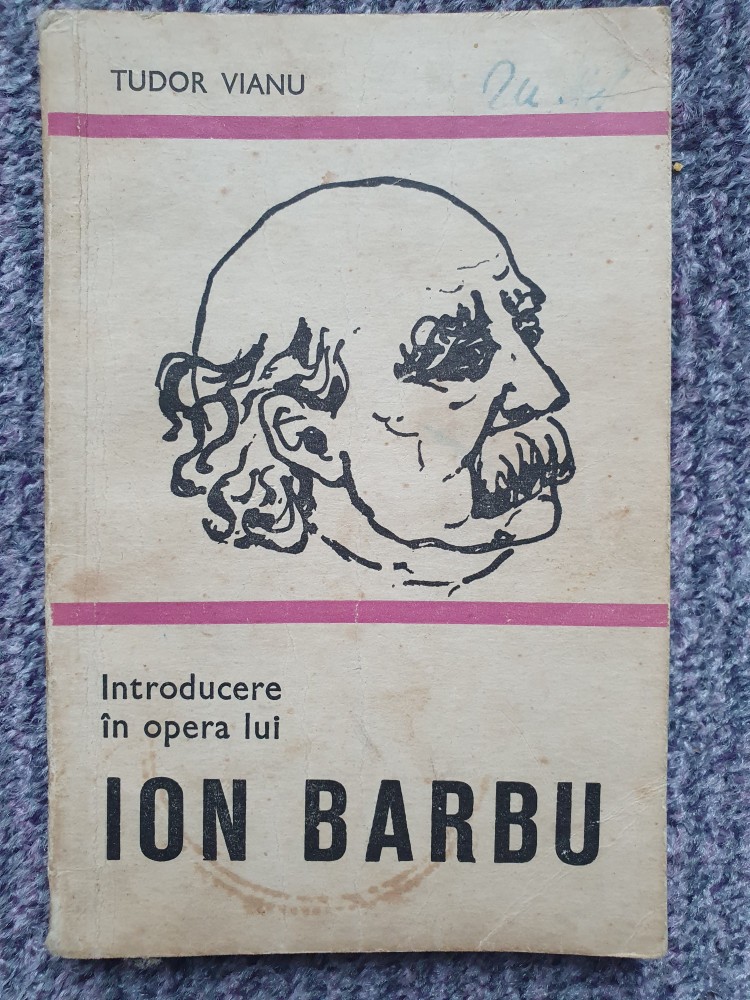 TUDOR VIANU
Introducere
în opera lui
ION BARBU